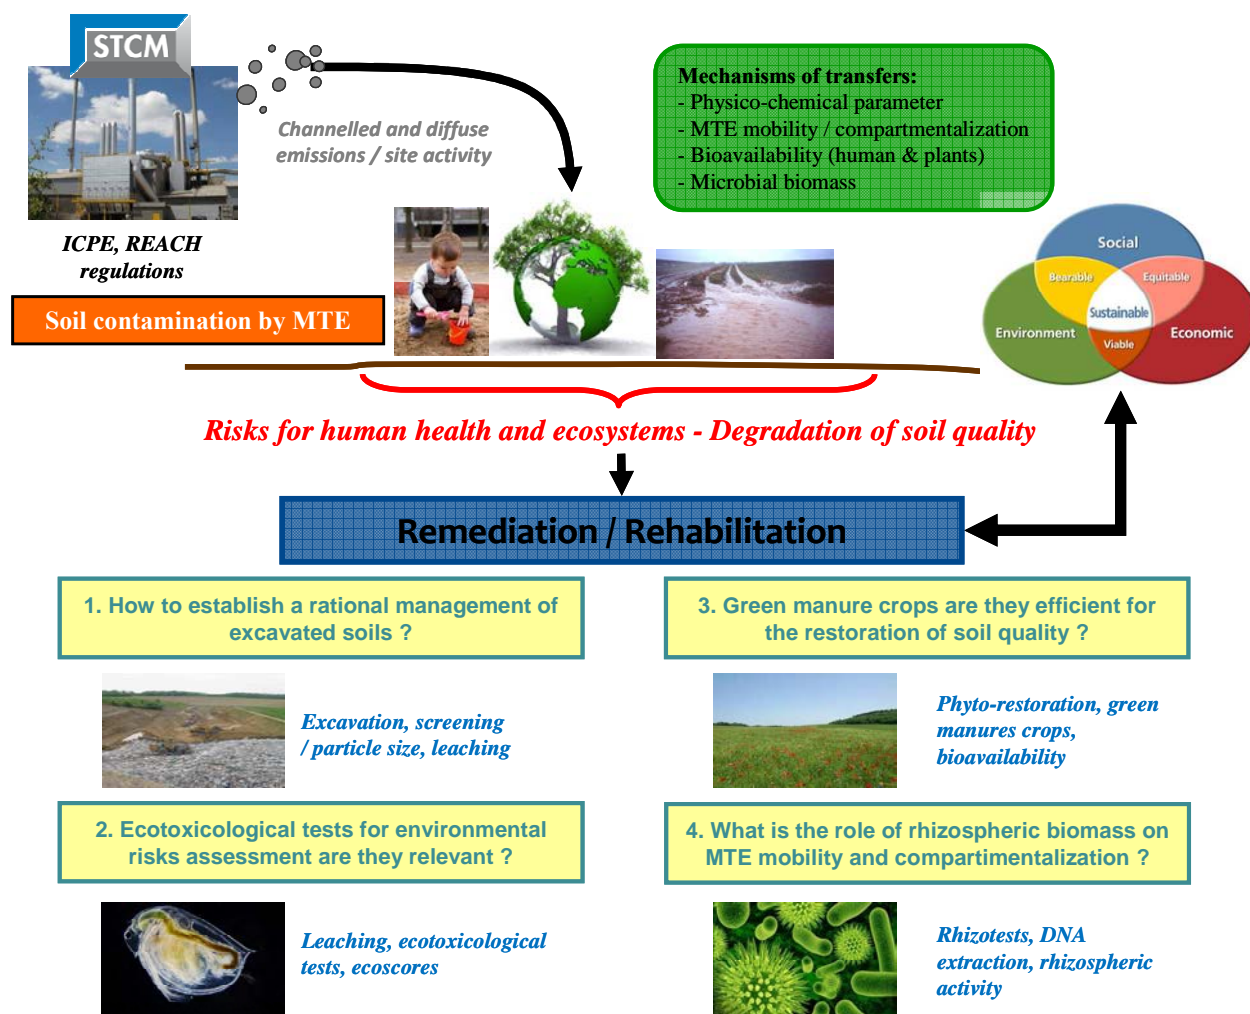 STCM
Channelled and diffuse
emissions / site activity
Mechanisms of transfers:
- Physico-chemical parameter
- MTE mobility / compartmentalization
- Bioavailability (human & plants)
- Microbial biomass
ICPE, REACH
regulations
Soil contamination by MTE
Social
Bearable
Equitable
Sustainable
Environment
Economic
Viable
Risks for human health and ecosystems - Degradation of soil quality
Remediation / Rehabilitation
1. How to establish a rational management of
excavated soils ?
Excavation, screening
/ particle size, leaching
2. Ecotoxicological tests for environmental
risks assessment are they relevant ?
Leaching, ecotoxicological
tests, ecoscores
3. Green manure crops are they efficient for
the restoration of soil quality ?
Phyto-restoration, green
manures crops,
bioavailability
4. What is the role of rhizospheric biomass on
MTE mobility and compartimentalization ?
Rhizotests, DNA
extraction, rhizospheric
activity